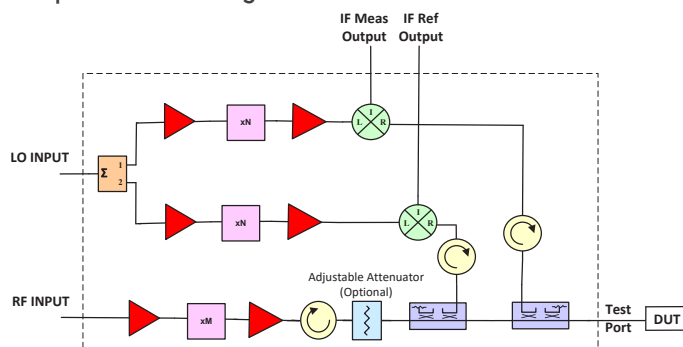 IF Meas
Output
IF Ref
Output
LO INPUT
Σ
1
2
xN
L
I
R
xN
L
I
R
Adjustable Attenuator
(Optional)
RF INPUT
xM
Test
Port
DUT